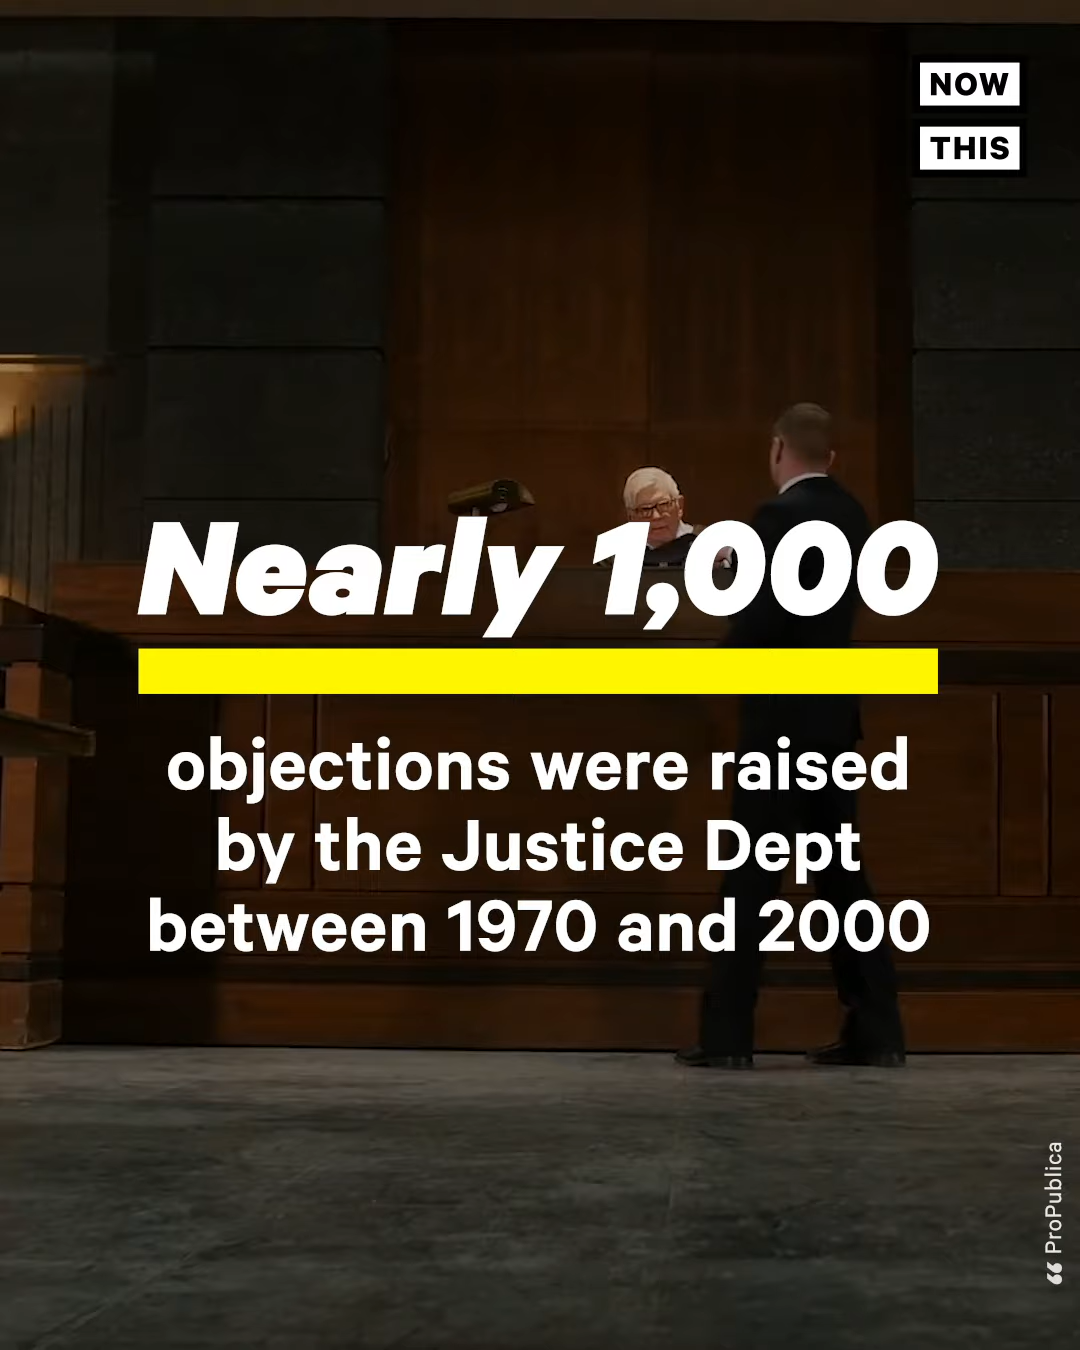 NOW
THIS
Nearly 1,000
objections were raised
by the Justice Dept
between 1970 and 2000
ProPublica